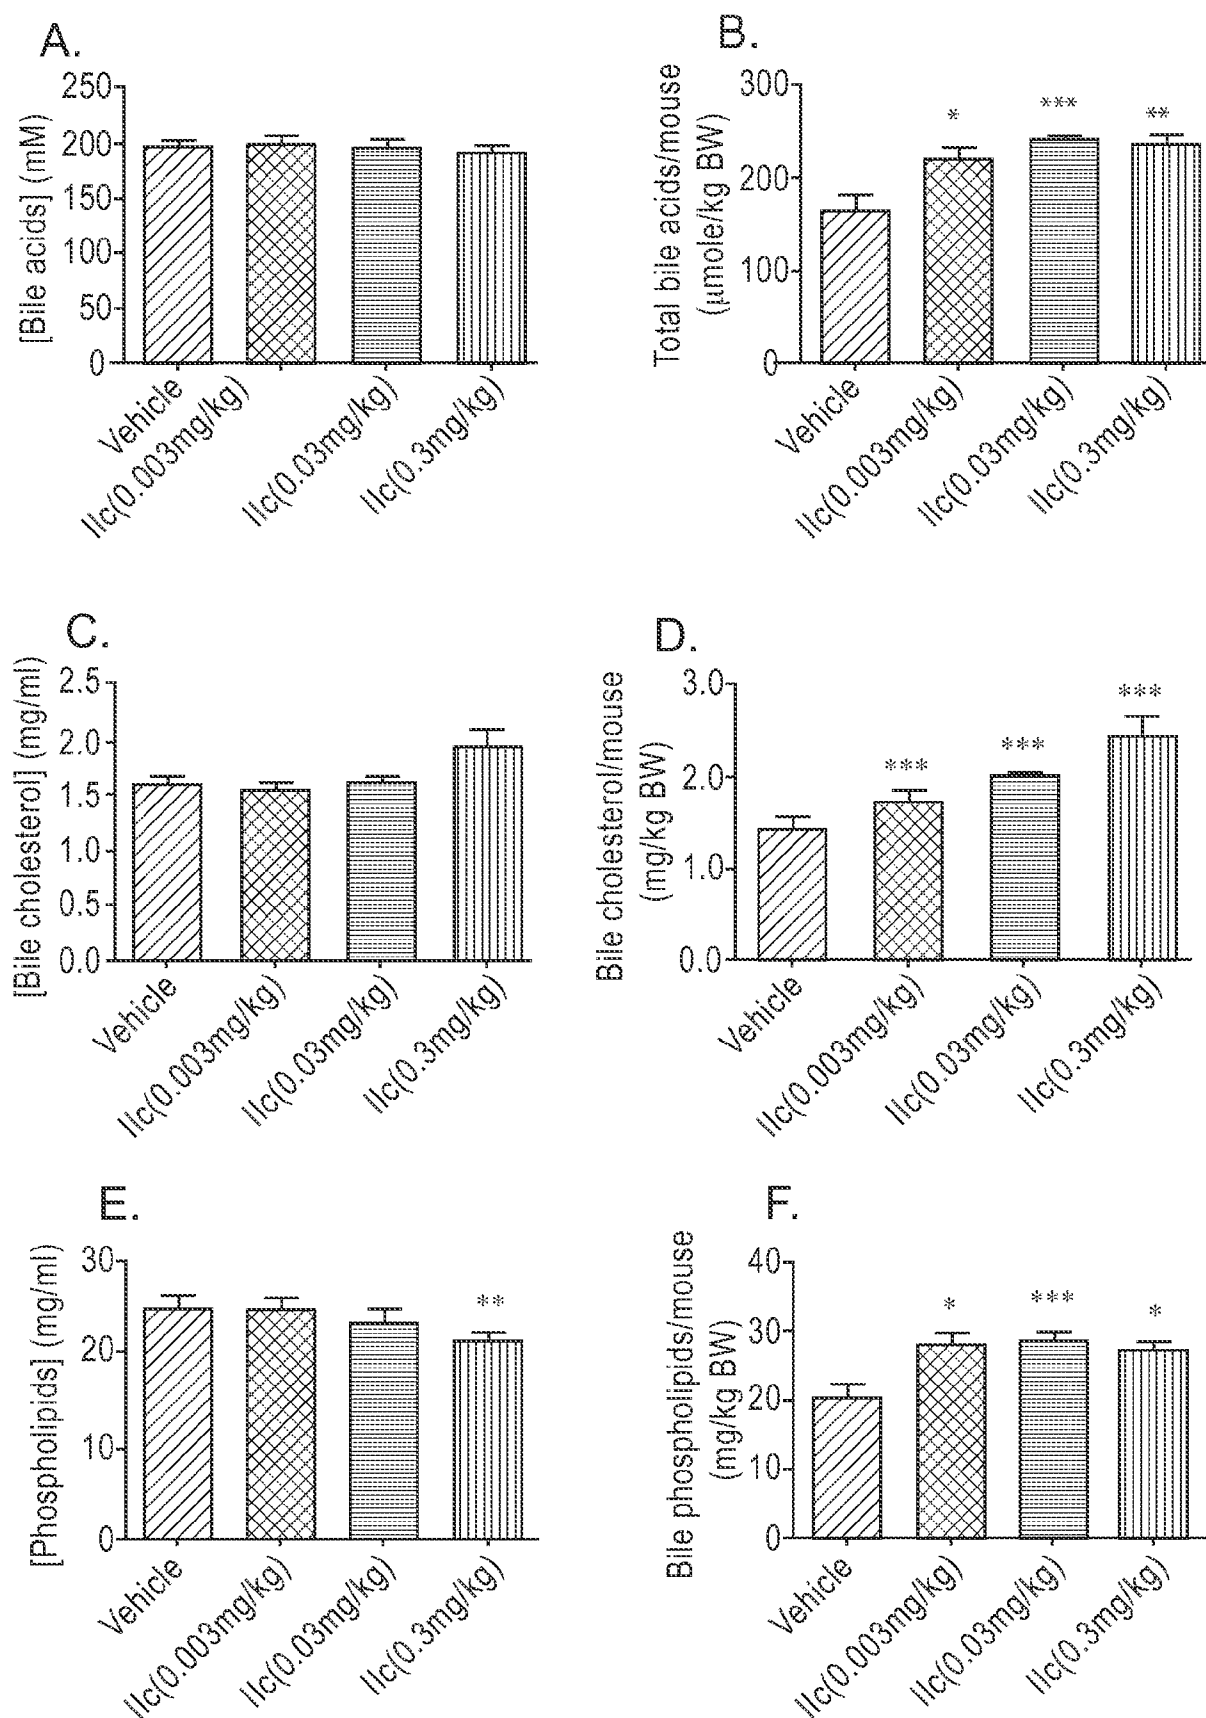 A.
[Bile acids] (mM)
250
200
150
100
50
0
Vehicle
IIc(0.003mg/kg)
IIc(0.03mg/kg)
IIc(0.3mg/kg)
B.
Total bile acids/mouse
(μmole/kg BW)
300
200
100
0
*
***
**
Vehicle
IIc(0.003mg/kg)
IIc(0.03mg/kg)
IIc(0.3mg/kg)
C.
[Bile cholesterol] (mg/ml)
2.5
2.0
1.5
1.0
0.5
0.0
Vehicle
IIc(0.003mg/kg)
IIc(0.03mg/kg)
IIc(0.3mg/kg)
D.
Bile cholesterol/mouse
(mg/kg BW)
3.0
2.0
1.0
0.0
***
***
***
Vehicle
IIc(0.003mg/kg)
IIc(0.03mg/kg)
IIc(0.3mg/kg)
E.
[Phospholipids] (mg/ml)
30
20
10
0
**
Vehicle
IIc(0.003mg/kg)
IIc(0.03mg/kg)
IIc(0.3mg/kg)
F.
Bile phospholipids/mouse
(mg/kg BW)
40
30
20
10
0
*
***
*
Vehicle
IIc(0.003mg/kg)
IIc(0.03mg/kg)
IIc(0.3mg/kg)